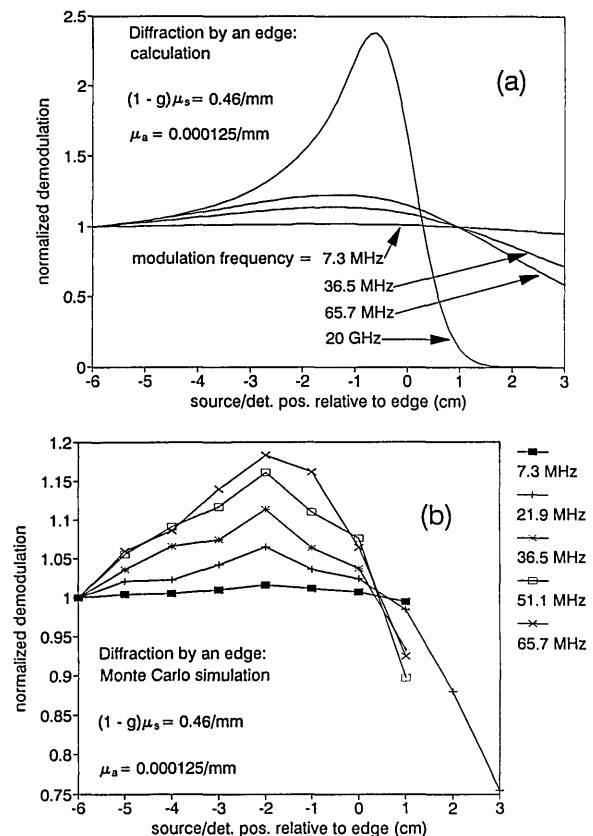 2.5
2
1.5
1
0.5
0
normalized demodulation
Diffraction by an edge:
calculation
(1 - g)μs = 0.46/mm
μa = 0.000125/mm
(a)
modulation frequency = 7.3 MHz
36.5 MHz
65.7 MHz
20 GHz
-6 -5 -4 -3 -2 -1 0 1 2 3
source/det. pos. relative to edge (cm)
1.2
1.15
1.1
1.05
1
0.95
0.9
0.85
0.8
0.75
normalized demodulation
(b)
Diffraction by an edge:
Monte Carlo simulation
(1 - g)μs = 0.46/mm
μa = 0.000125/mm
7.3 MHz
21.9 MHz
36.5 MHz
51.1 MHz
65.7 MHz
-6 -5 -4 -3 -2 -1 0 1 2 3
source/det. pos. relative to edge (cm)